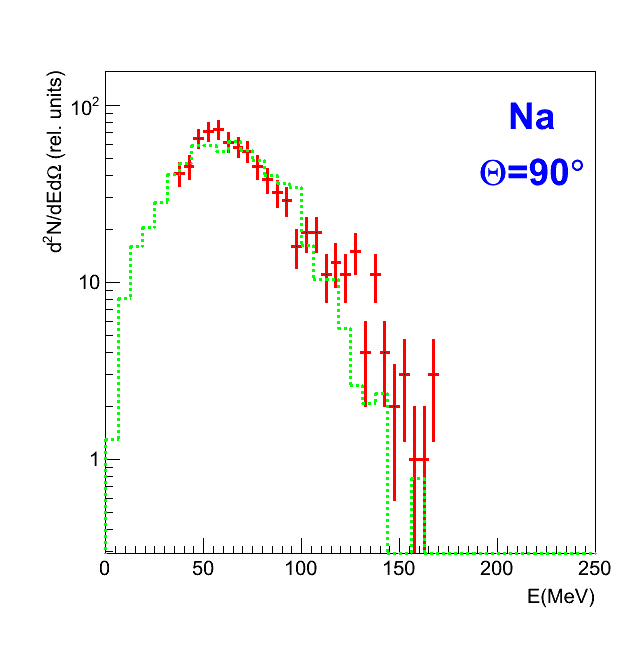 d²N/dEdΩ (rel. units)
10²
10
1
Na
Θ=90°
0 50 100 150 200 250
E(MeV)